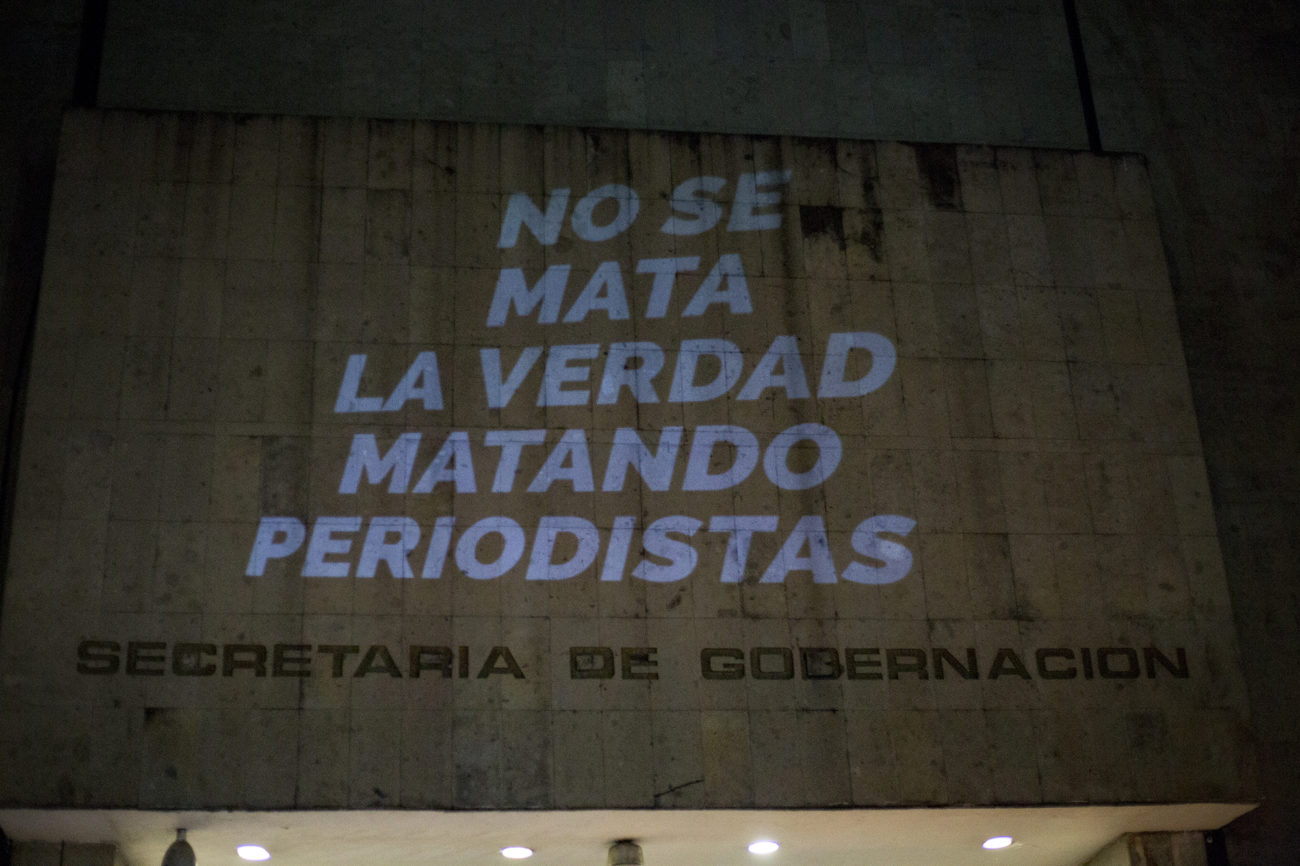 NO SE
MATA
LA VERDAD
MATANDO
PERIODISTAS
SECRETARIA DE GOBERNACION